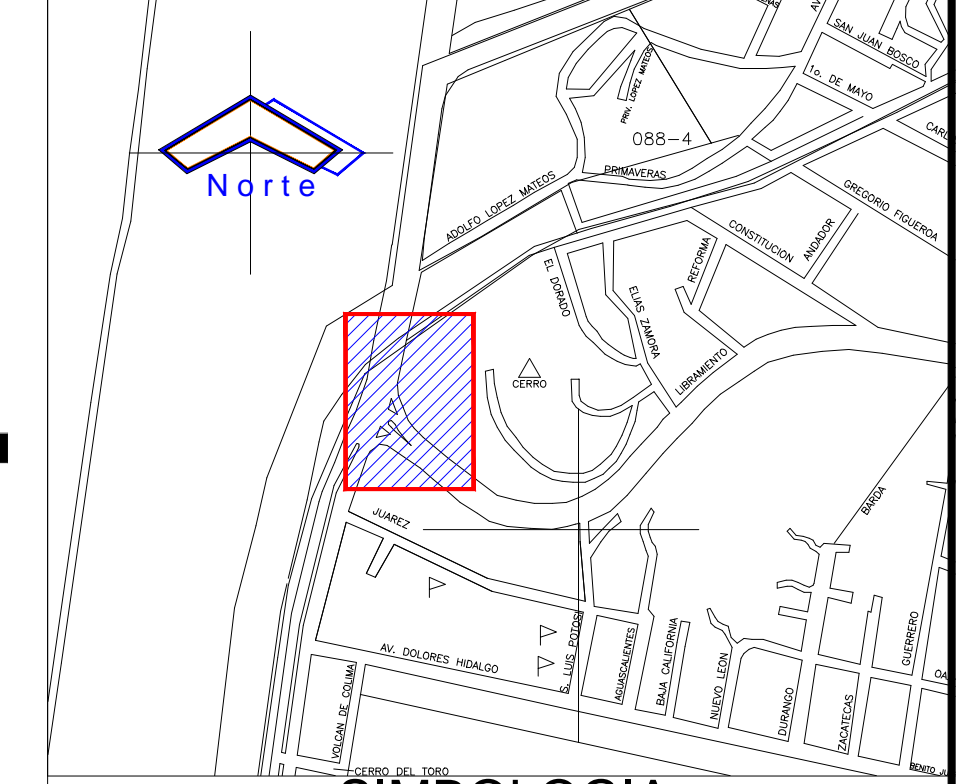 SAN JUAN BOSCO
1o. DE MAYO
PRIV. LOPEZ MATEOS
088-4
PRIMAVERAS
Norte
ADOLFO LOPEZ MATEOS
GREGORIO FIGUEROA
CONSTITUCION
ANDADOR
REFORMA
EL DORADO
ELIAS ZAMORA
LIBRAMIENTO
CERRO
BARDA
JUAREZ
AV. DOLORES HIDALGO
S. LUIS POTOSI
AGUASCALIENTES
BAJA CALIFORNIA
NUEVO LEON
DURANGO
ZACATECAS
GUERRERO
VOLCAN DE COLIMA
CERRO DEL TORO
SIMBOLOGIA